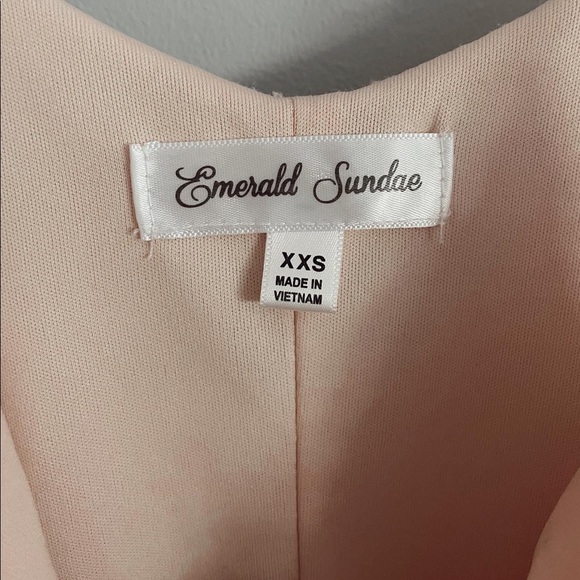 Emerald Sundae
XXS
MADE IN
VIETNAM